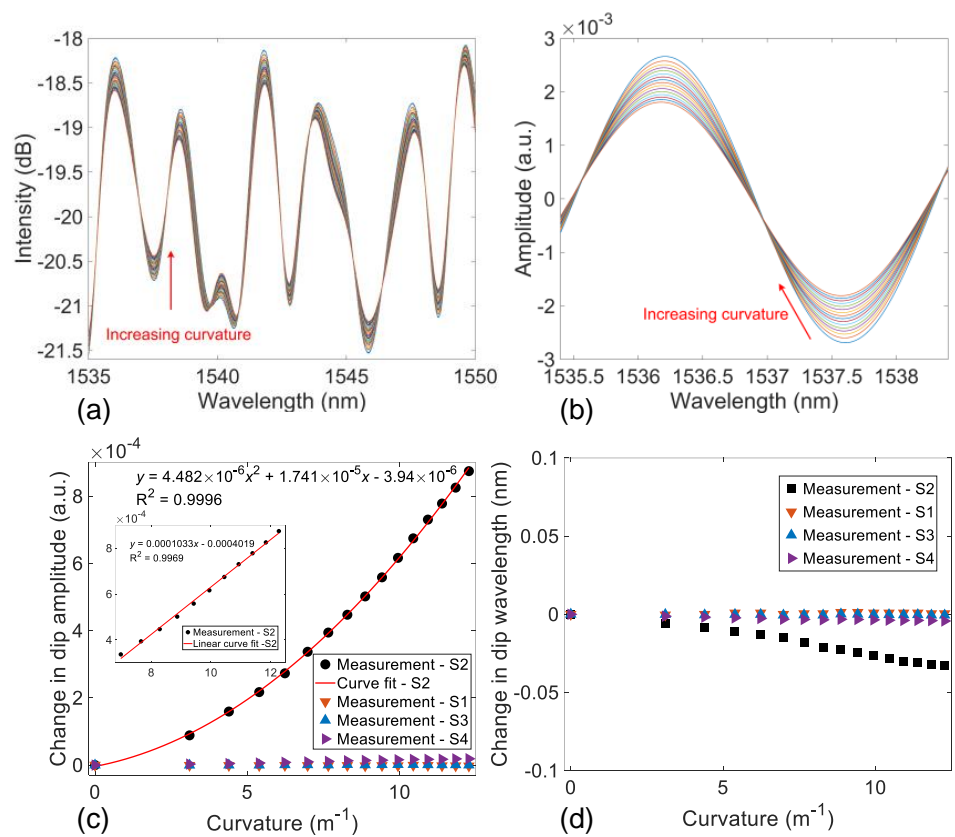 -18
-18.5
-19
-19.5
-20
-20.5
-21
-21.5
Intensity (dB)
Increasing curvature
1535
1540
1545
1550
Wavelength (nm)
(a)
×10⁻³
3
2
1
0
-1
-2
-3
Amplitude (a.u.)
Increasing curvature
1535.5
1536
1536.5
1537
1537.5
1538
Wavelength (nm)
(b)
×10⁻⁴
8
6
4
2
0
Change in dip amplitude (a.u.)
y = 4.482×10⁻⁶x² + 1.741×10⁻⁵x - 3.94×10⁻⁶
R² = 0.9996
×10⁻⁴
8
6
4
y = 0.0001033x - 0.0004019
R² = 0.9969
Measurement - S2
Linear curve fit -S2
8
10
12
Measurement - S2
Curve fit - S2
Measurement - S1
Measurement - S3
Measurement - S4
0
5
10
Curvature (m⁻¹)
(c)
0.1
0.05
0
-0.05
-0.1
Change in dip wavelength (nm)
Measurement - S2
Measurement - S1
Measurement - S3
Measurement - S4
0
5
10
Curvature (m⁻¹)
(d)